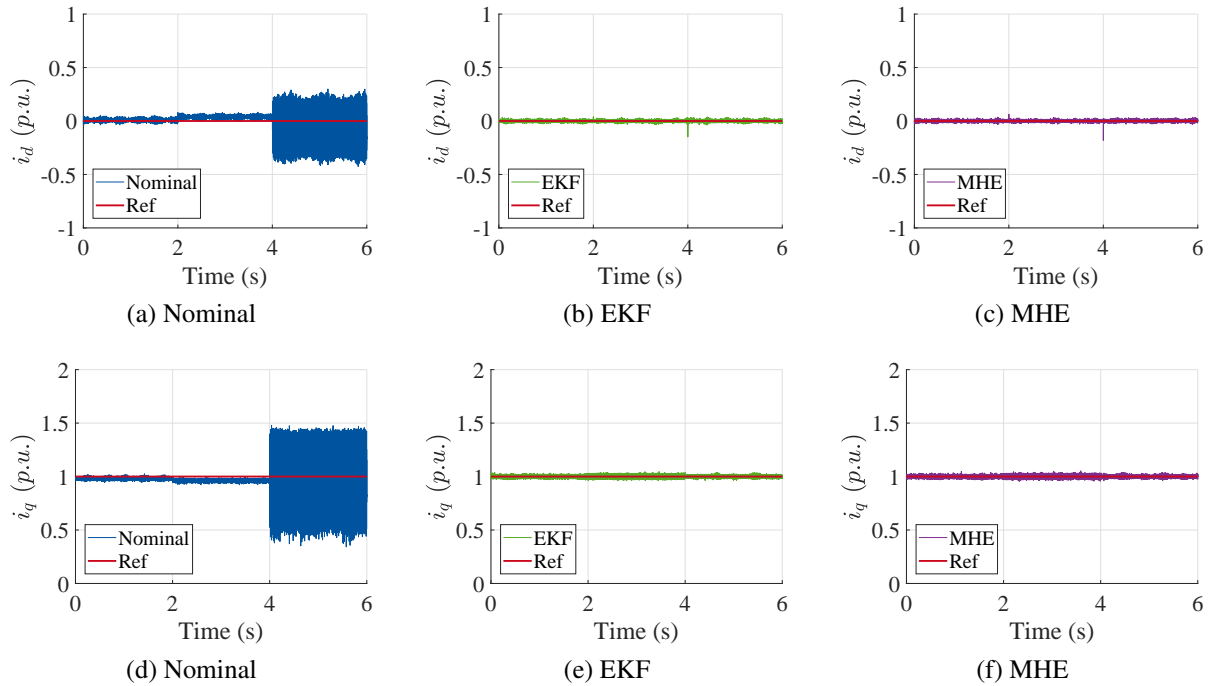 1
0.5
0
-0.5
-1
i_d (p.u.)
Nominal
Ref
0 2 4 6
Time (s)
(a) Nominal
1
0.5
0
-0.5
-1
i_d (p.u.)
EKF
Ref
0 2 4 6
Time (s)
(b) EKF
1
0.5
0
-0.5
-1
i_d (p.u.)
MHE
Ref
0 2 4 6
Time (s)
(c) MHE
2
1.5
1
0.5
0
i_q (p.u.)
Nominal
Ref
0 2 4 6
Time (s)
(d) Nominal
2
1.5
1
0.5
0
i_q (p.u.)
EKF
Ref
0 2 4 6
Time (s)
(e) EKF
2
1.5
1
0.5
0
i_q (p.u.)
MHE
Ref
0 2 4 6
Time (s)
(f) MHE